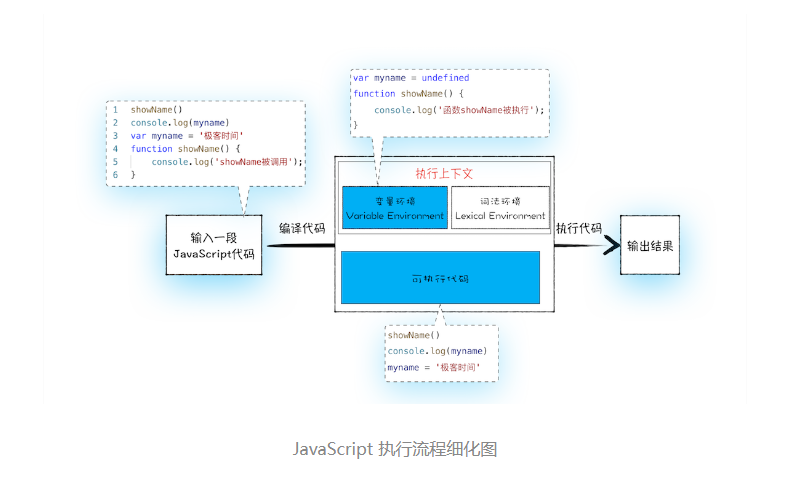 var myname = undefined
function showName() {
console.log('函数showName被执行');
}
1 showName()
2 console.log(myname)
3 var myname = '极客时间'
4 function showName() {
5 console.log('showName被调用');
6 }
执行上下文
变量环境
Variable Environment
词法环境
Lexical Environment
输入一段
JavaScript代码
编译代码
执行代码
输出结果
可执行代码
showName()
console.log(myname)
myname = '极客时间'
JavaScript 执行流程细化图